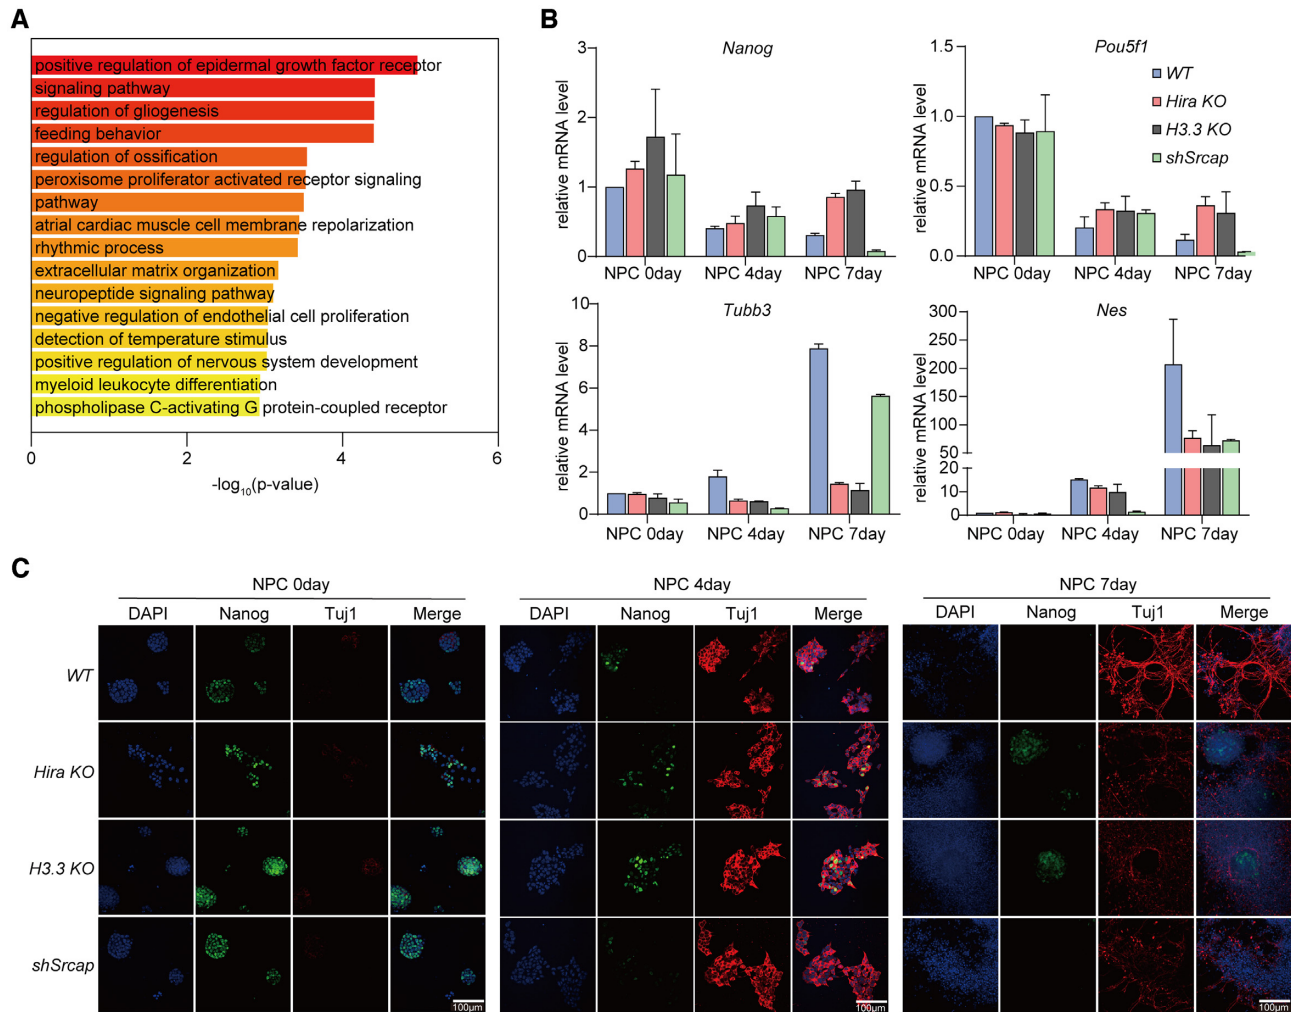 A
positive regulation of epidermal growth factor receptor
signaling pathway
regulation of gliogenesis
feeding behavior
regulation of ossification
peroxisome proliferator activated receptor signaling
pathway
atrial cardiac muscle cell membrane repolarization
rhythmic process
extracellular matrix organization
neuropeptide signaling pathway
negative regulation of endothelial cell proliferation
detection of temperature stimulus
positive regulation of nervous system development
myeloid leukocyte differentiation
phospholipase C-activating G protein-coupled receptor
0 2 4 6
-log10(p-value)
B
Nanog
relative mRNA level
3
2
1
0
NPC 0day NPC 4day NPC 7day
Pou5f1
relative mRNA level
1.5
1.0
0.5
0.0
NPC 0day NPC 4day NPC 7day
WT
Hira KO
H3.3 KO
shSrcap
Tubb3
relative mRNA level
10
8
6
4
2
0
NPC 0day NPC 4day NPC 7day
Nes
relative mRNA level
300
250
200
150
100
50
20
10
0
NPC 0day NPC 4day NPC 7day
C
NPC 0day NPC 4day NPC 7day
DAPI Nanog Tuj1 Merge DAPI Nanog Tuj1 Merge DAPI Nanog Tuj1 Merge
WT
Hira KO
H3.3 KO
shSrcap
100μm 100μm 100μm